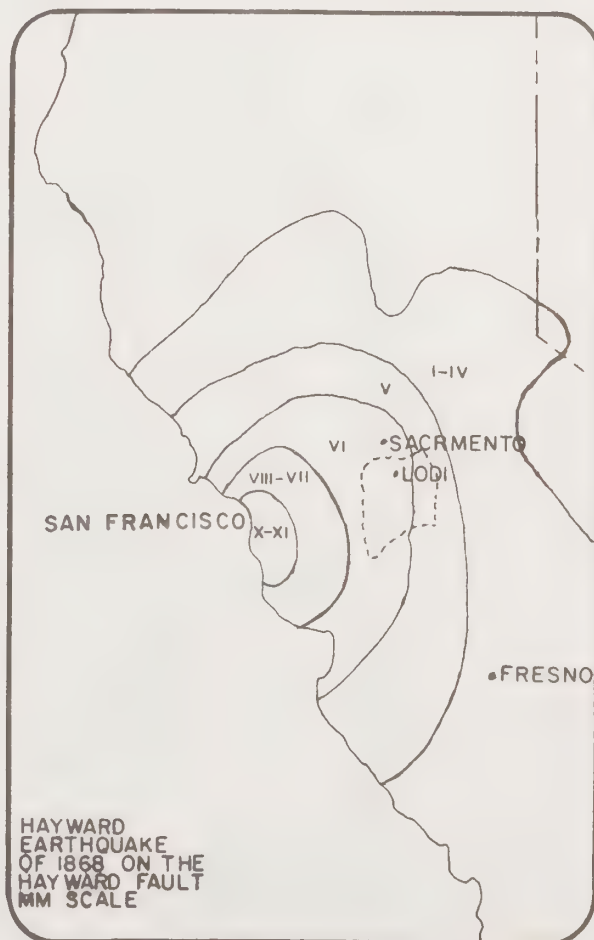 I-IV
V
VI
SACRMENTO
LODI
VIII-VII
SAN FRANCISCO
X-XI
FRESNO
HAYWARD
EARTHQUAKE
OF 1868 ON THE
HAYWARD FAULT
MM SCALE